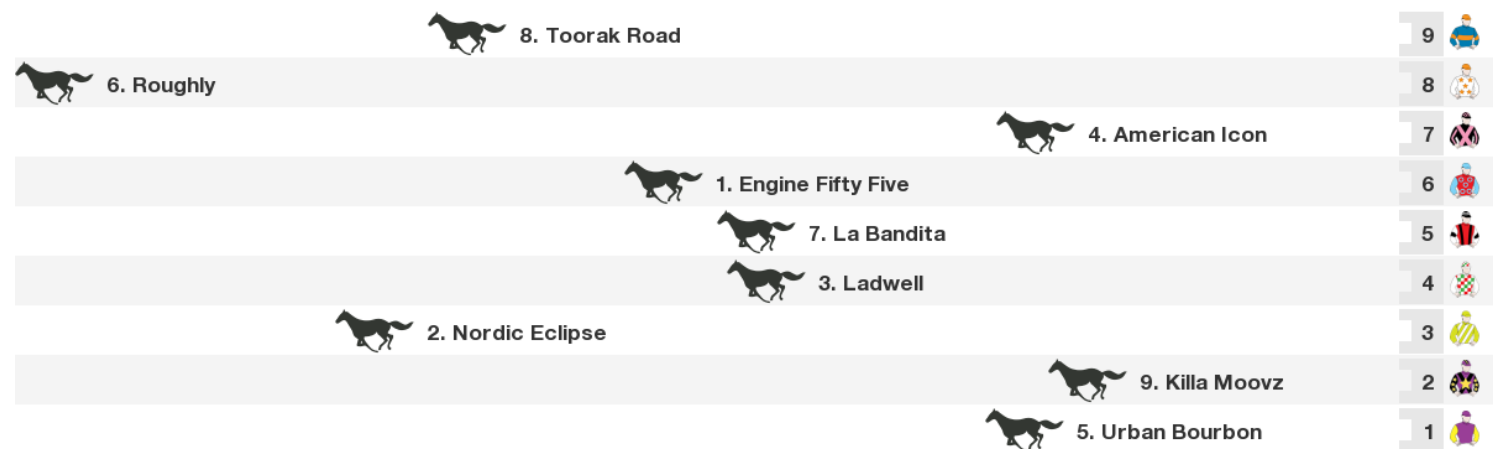 8. Toorak Road 9
6. Roughly 8
4. American Icon 7
1. Engine Fifty Five 6
7. La Bandita 5
3. Ladwell 4
2. Nordic Eclipse 3
9. Killa Moovz 2
5. Urban Bourbon 1